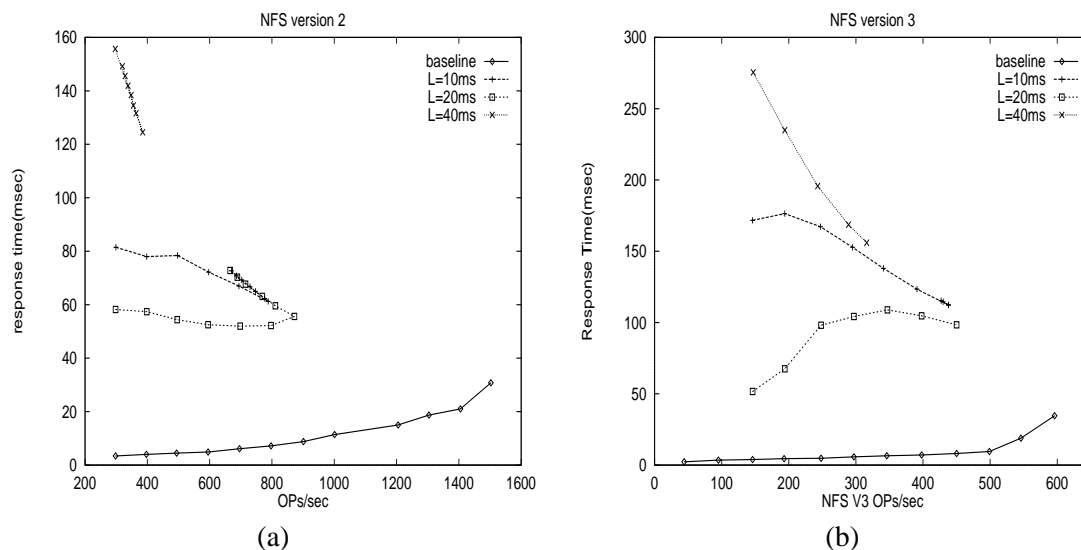 NFS version 2
160
140
120
100
80
60
40
20
0
response time(msec)
baseline
L=10ms
L=20ms
L=40ms
200 400 600 800 1000 1200 1400 1600
OPs/sec
(a)
NFS version 3
300
250
200
150
100
50
0
Response Time(msec)
baseline
L=10ms
L=20ms
L=40ms
0 100 200 300 400 500 600
NFS V3 OPs/sec
(b)